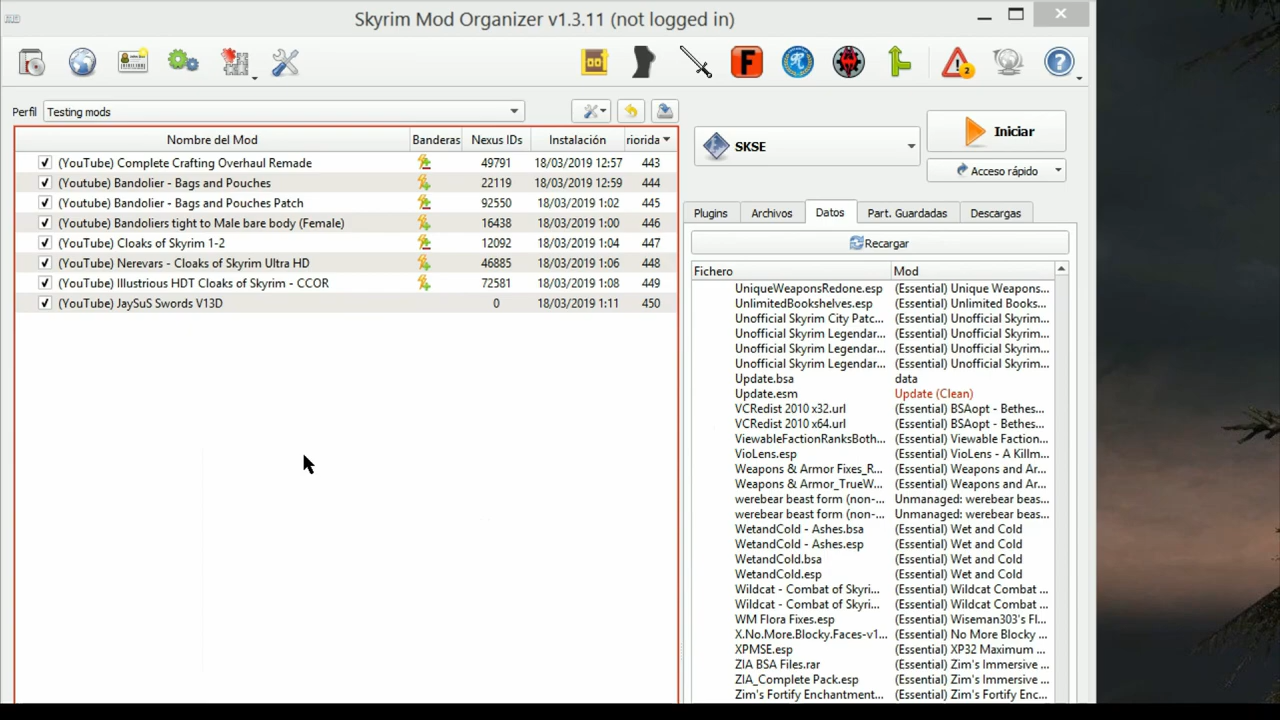 Skyrim Mod Organizer v1.3.11 (not logged in)
F
2
Perfil Testing mods
Nombre del Mod Banderas Nexus IDs Instalación riorida
(YouTube) Complete Crafting Overhaul Remade 49791 18/03/2019 12:57 443
(Youtube) Bandolier - Bags and Pouches 22119 18/03/2019 12:59 444
(Youtube) Bandolier - Bags and Pouches Patch 92550 18/03/2019 1:02 445
(Youtube) Bandoliers tight to Male bare body (Female) 16438 18/03/2019 1:00 446
(YouTube) Cloaks of Skyrim 1-2 12092 18/03/2019 1:04 447
(YouTube) Nerevars - Cloaks of Skyrim Ultra HD 46885 18/03/2019 1:06 448
(YouTube) Illustrious HDT Cloaks of Skyrim - CCOR 72581 18/03/2019 1:08 449
(YouTube) JaySuS Swords V13D 0 18/03/2019 1:11 450
SKSE
Iniciar
Acceso rápido
Plugins Archivos Datos Part. Guardadas Descargas
Recargar
Fichero Mod
UniqueWeaponsRedone.esp (Essential) Unique Weapons...
UnlimitedBookshelves.esp (Essential) Unlimited Books...
Unofficial Skyrim City Patc... (Essential) Unofficial Skyrim...
Unofficial Skyrim Legendar... (Essential) Unofficial Skyrim...
Unofficial Skyrim Legendar... (Essential) Unofficial Skyrim...
Unofficial Skyrim Legendar... (Essential) Unofficial Skyrim...
Update.bsa data
Update.esm Update (Clean)
VCRedist 2010 x32.url (Essential) BSAopt - Bethes...
VCRedist 2010 x64.url (Essential) BSAopt - Bethes...
ViewableFactionRanksBoth... (Essential) Viewable Faction...
VioLens.esp (Essential) VioLens - A Killm...
Weapons & Armor Fixes_R... (Essential) Weapons and Ar...
Weapons & Armor_TrueW... (Essential) Weapons and Ar...
werebear beast form (non-... Unmanaged: werebear beas...
werebear beast form (non-... Unmanaged: werebear beas...
WetandCold - Ashes.bsa (Essential) Wet and Cold
WetandCold - Ashes.esp (Essential) Wet and Cold
WetandCold.bsa (Essential) Wet and Cold
WetandCold.esp (Essential) Wet and Cold
Wildcat - Combat of Skyri... (Essential) Wildcat Combat ...
Wildcat - Combat of Skyri... (Essential) Wildcat Combat ...
WM Flora Fixes.esp (Essential) Wiseman303's Fl...
X.No.More.Blocky.Faces-v1... (Essential) No More Blocky ...
XPMSE.esp (Essential) XP32 Maximum ...
ZIA BSA Files.rar (Essential) Zim's Immersive ...
ZIA_Complete Pack.esp (Essential) Zim's Immersive ...
Zim's Fortify Enchantment... (Essential) Zim's Fortify Enc...